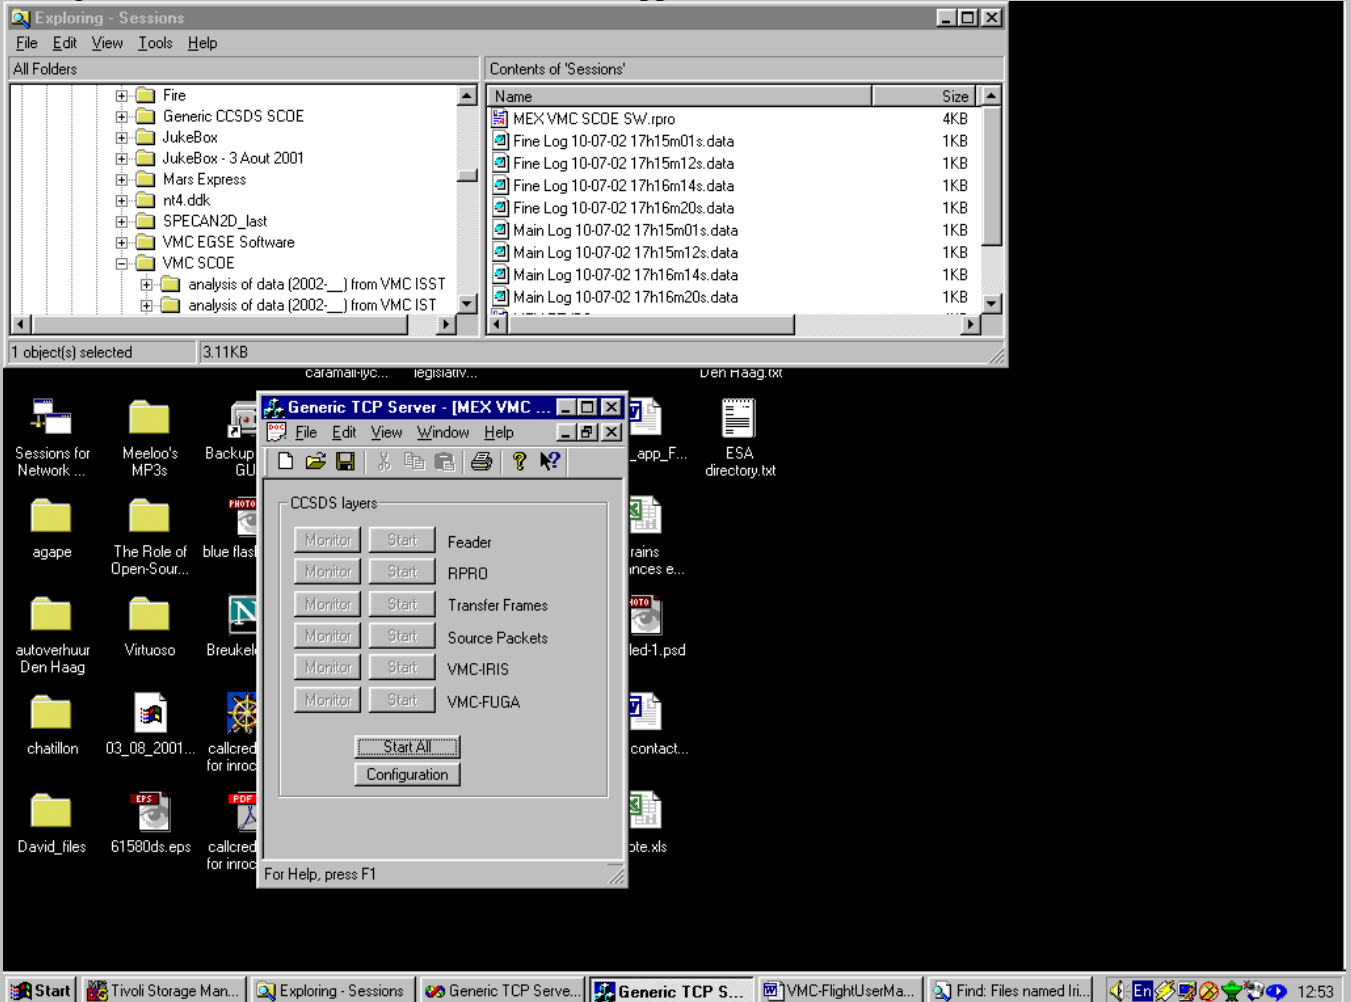 Exploring - Sessions
File Edit View Tools Help
All Folders
Contents of 'Sessions'
Fire
Generic CCSDS SCOE
JukeBox
JukeBox - 3 Aout 2001
Mars Express
nt4.ddk
SPECAN2D_last
VMC EGSE Software
VMC SCOE
analysis of data (2002-__) from VMC ISST
analysis of data (2002-__) from VMC IST
Name Size
MEX VMC SCOE SW.rpro 4KB
Fine Log 10-07-02 17h15m01s.data 1KB
Fine Log 10-07-02 17h15m12s.data 1KB
Fine Log 10-07-02 17h16m14s.data 1KB
Fine Log 10-07-02 17h16m20s.data 1KB
Main Log 10-07-02 17h15m01s.data 1KB
Main Log 10-07-02 17h15m12s.data 1KB
Main Log 10-07-02 17h16m14s.data 1KB
Main Log 10-07-02 17h16m20s.data 1KB
1 object(s) selected 3.11KB
caramail-lyc... legislativ... Den Haag.txt
Sessions for
Network ...
Meeloo's
MP3s
Backup
GU
Generic TCP Server - [MEX VMC ...
File Edit View Window Help
CCSDS layers
Monitor Start Feader
Monitor Start RPRO
Monitor Start Transfer Frames
Monitor Start Source Packets
Monitor Start VMC-IRIS
Monitor Start VMC-FUGA
Start All
Configuration
For Help, press F1
_app_F...
ESA
directory.txt
agape
The Role of
Open-Sour...
PHOTO
blue flas
rains
nces e...
autoverhuur
Den Haag
Virtuoso
Breukel
led-1.psd
chatillon
03_08_2001...
callcred
for inroc
contact...
David_files
EPS
61580ds.eps
PDF
callcred
for inroc
ote.xls
Start Tivoli Storage Man... Exploring - Sessions Generic TCP Serve... Generic TCP S... VMC-FlightUserMa... Find: Files named Iri... En 12:53